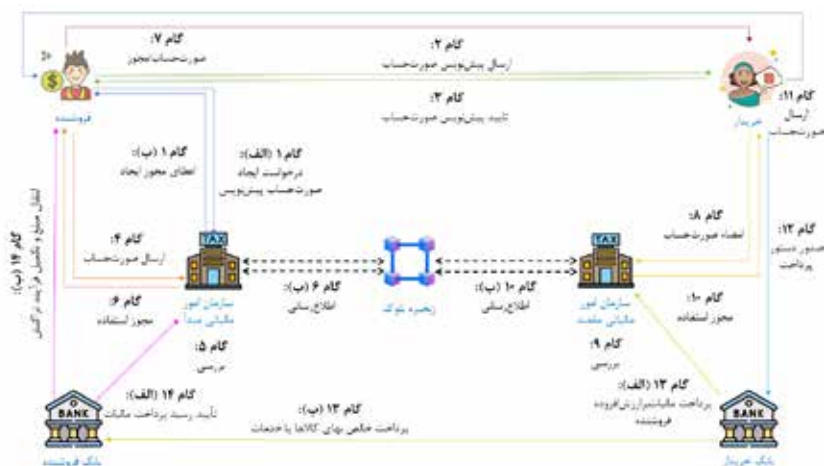 گام ۷:
صورت‌حساب مجوز
گام ۲:
ارسال پیش‌نویس صورت‌حساب
گام ۳:
تایید پیش‌نویس صورت‌حساب
فروشنده
خریدار
گام ۱۱:
ارسال
صورت‌حساب
گام ۱ (ب):
اعطای مجوز ایجاد
گام ۱ (الف):
درخواست ایجاد
صورت‌حساب پیش‌نویس
گام ۸:
امضاء صورت‌حساب
گام ۱۲:
صدور دستور
پرداخت
گام ۴:
ارسال صورت‌حساب
TAX
TAX
گام ۶ (ب):
اطلاع‌رسانی
زنجیره بلوک
گام ۱۰ (ب):
اطلاع‌رسانی
سازمان امور
مالیاتی مبدأ
سازمان امور
مالیاتی مقصد
گام ۶:
مجوز استفاده
گام ۱۰:
مجوز استفاده
گام ۵:
بررسی
گام ۹:
بررسی
گام ۱۴ (ب):
انتقال مبلغ و تکمیل فرآیند تراکنش
گام ۱۴ (الف):
تأیید رسید پرداخت مالیات
گام ۱۳ (الف):
پرداخت مالیات‌برارزش‌افزوده
فروشنده
گام ۱۳ (ب):
پرداخت خالص بهای کالاها یا خدمات
BANK
BANK
بانک فروشنده
بانک خریدار